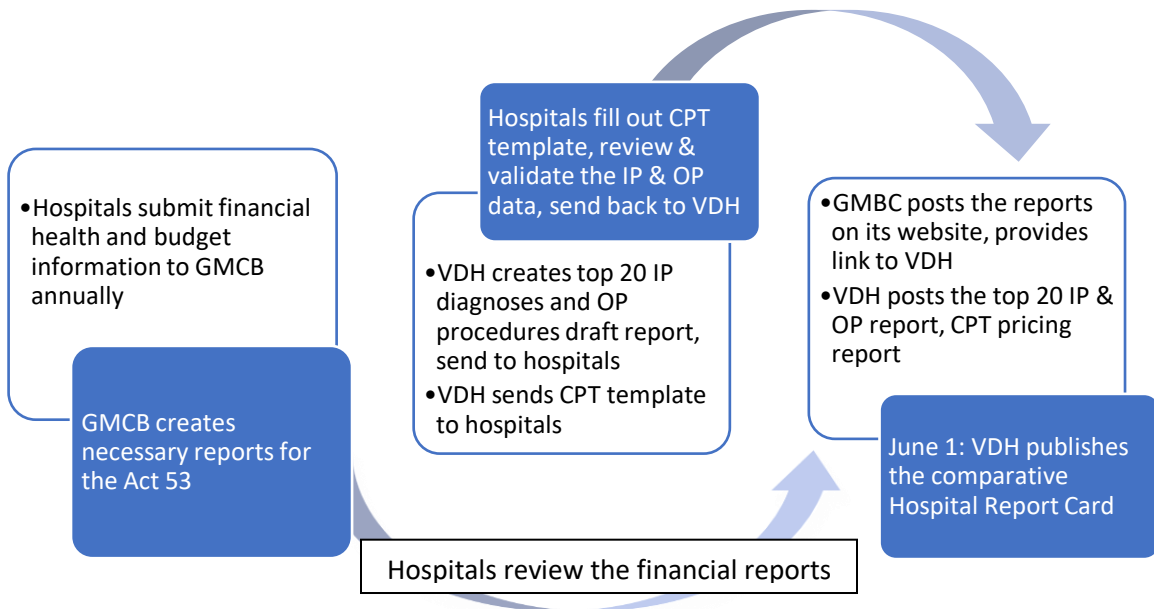 •Hospitals submit financial
health and budget
information to GMCB
annually
GMCB creates
necessary reports for
the Act 53
Hospitals fill out CPT
template, review &
validate the IP & OP
data, send back to VDH
•VDH creates top 20 IP
diagnoses and OP
procedures draft report,
send to hospitals
•VDH sends CPT template
to hospitals
•GMBC posts the reports
on its website, provides
link to VDH
•VDH posts the top 20 IP &
OP report, CPT pricing
report
June 1: VDH publishes
the comparative
Hospital Report Card
Hospitals review the financial reports